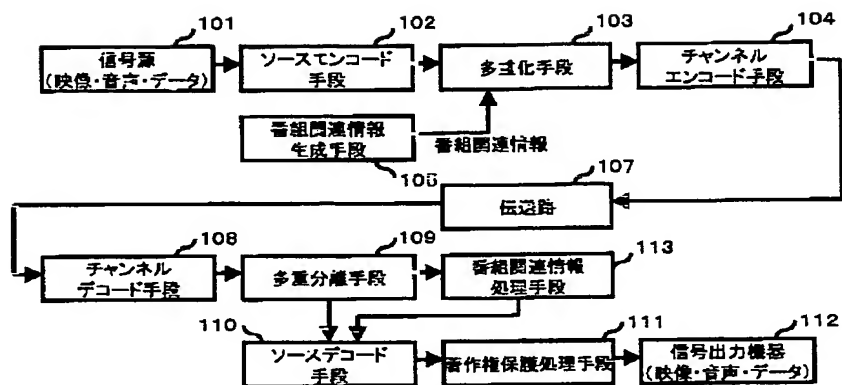 101
102
103
104
信号源
(映像・音声・データ)
ソースエンコード
手段
多重化手段
チャンネル
エンコード手段
番組関連情報
生成手段
番組関連情報
106
107
伝送路
108
109
113
チャンネル
デコード手段
多重分離手段
番組関連情報
処理手段
110
111
112
ソースデコード
手段
著作権保護処理手段
信号出力機器
(映像・音声・データ)